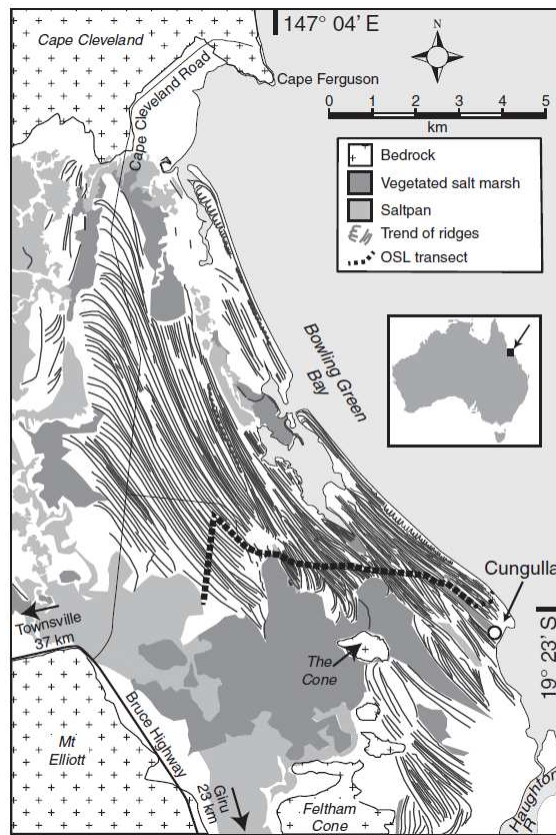 147° 04' E
Cape Cleveland
N
Cape Cleveland Road
Cape Ferguson
0 1 2 3 4 5
km
Bedrock
Vegetated salt marsh
Saltpan
Trend of ridges
OSL transect
Bowling Green
Bay
Cungulla
Townsville
37 km
19° 23' S
The
Cone
Bruce Highway
Mt
Elliott
Giru
23 km
Feltham
Cone
Haughton
R